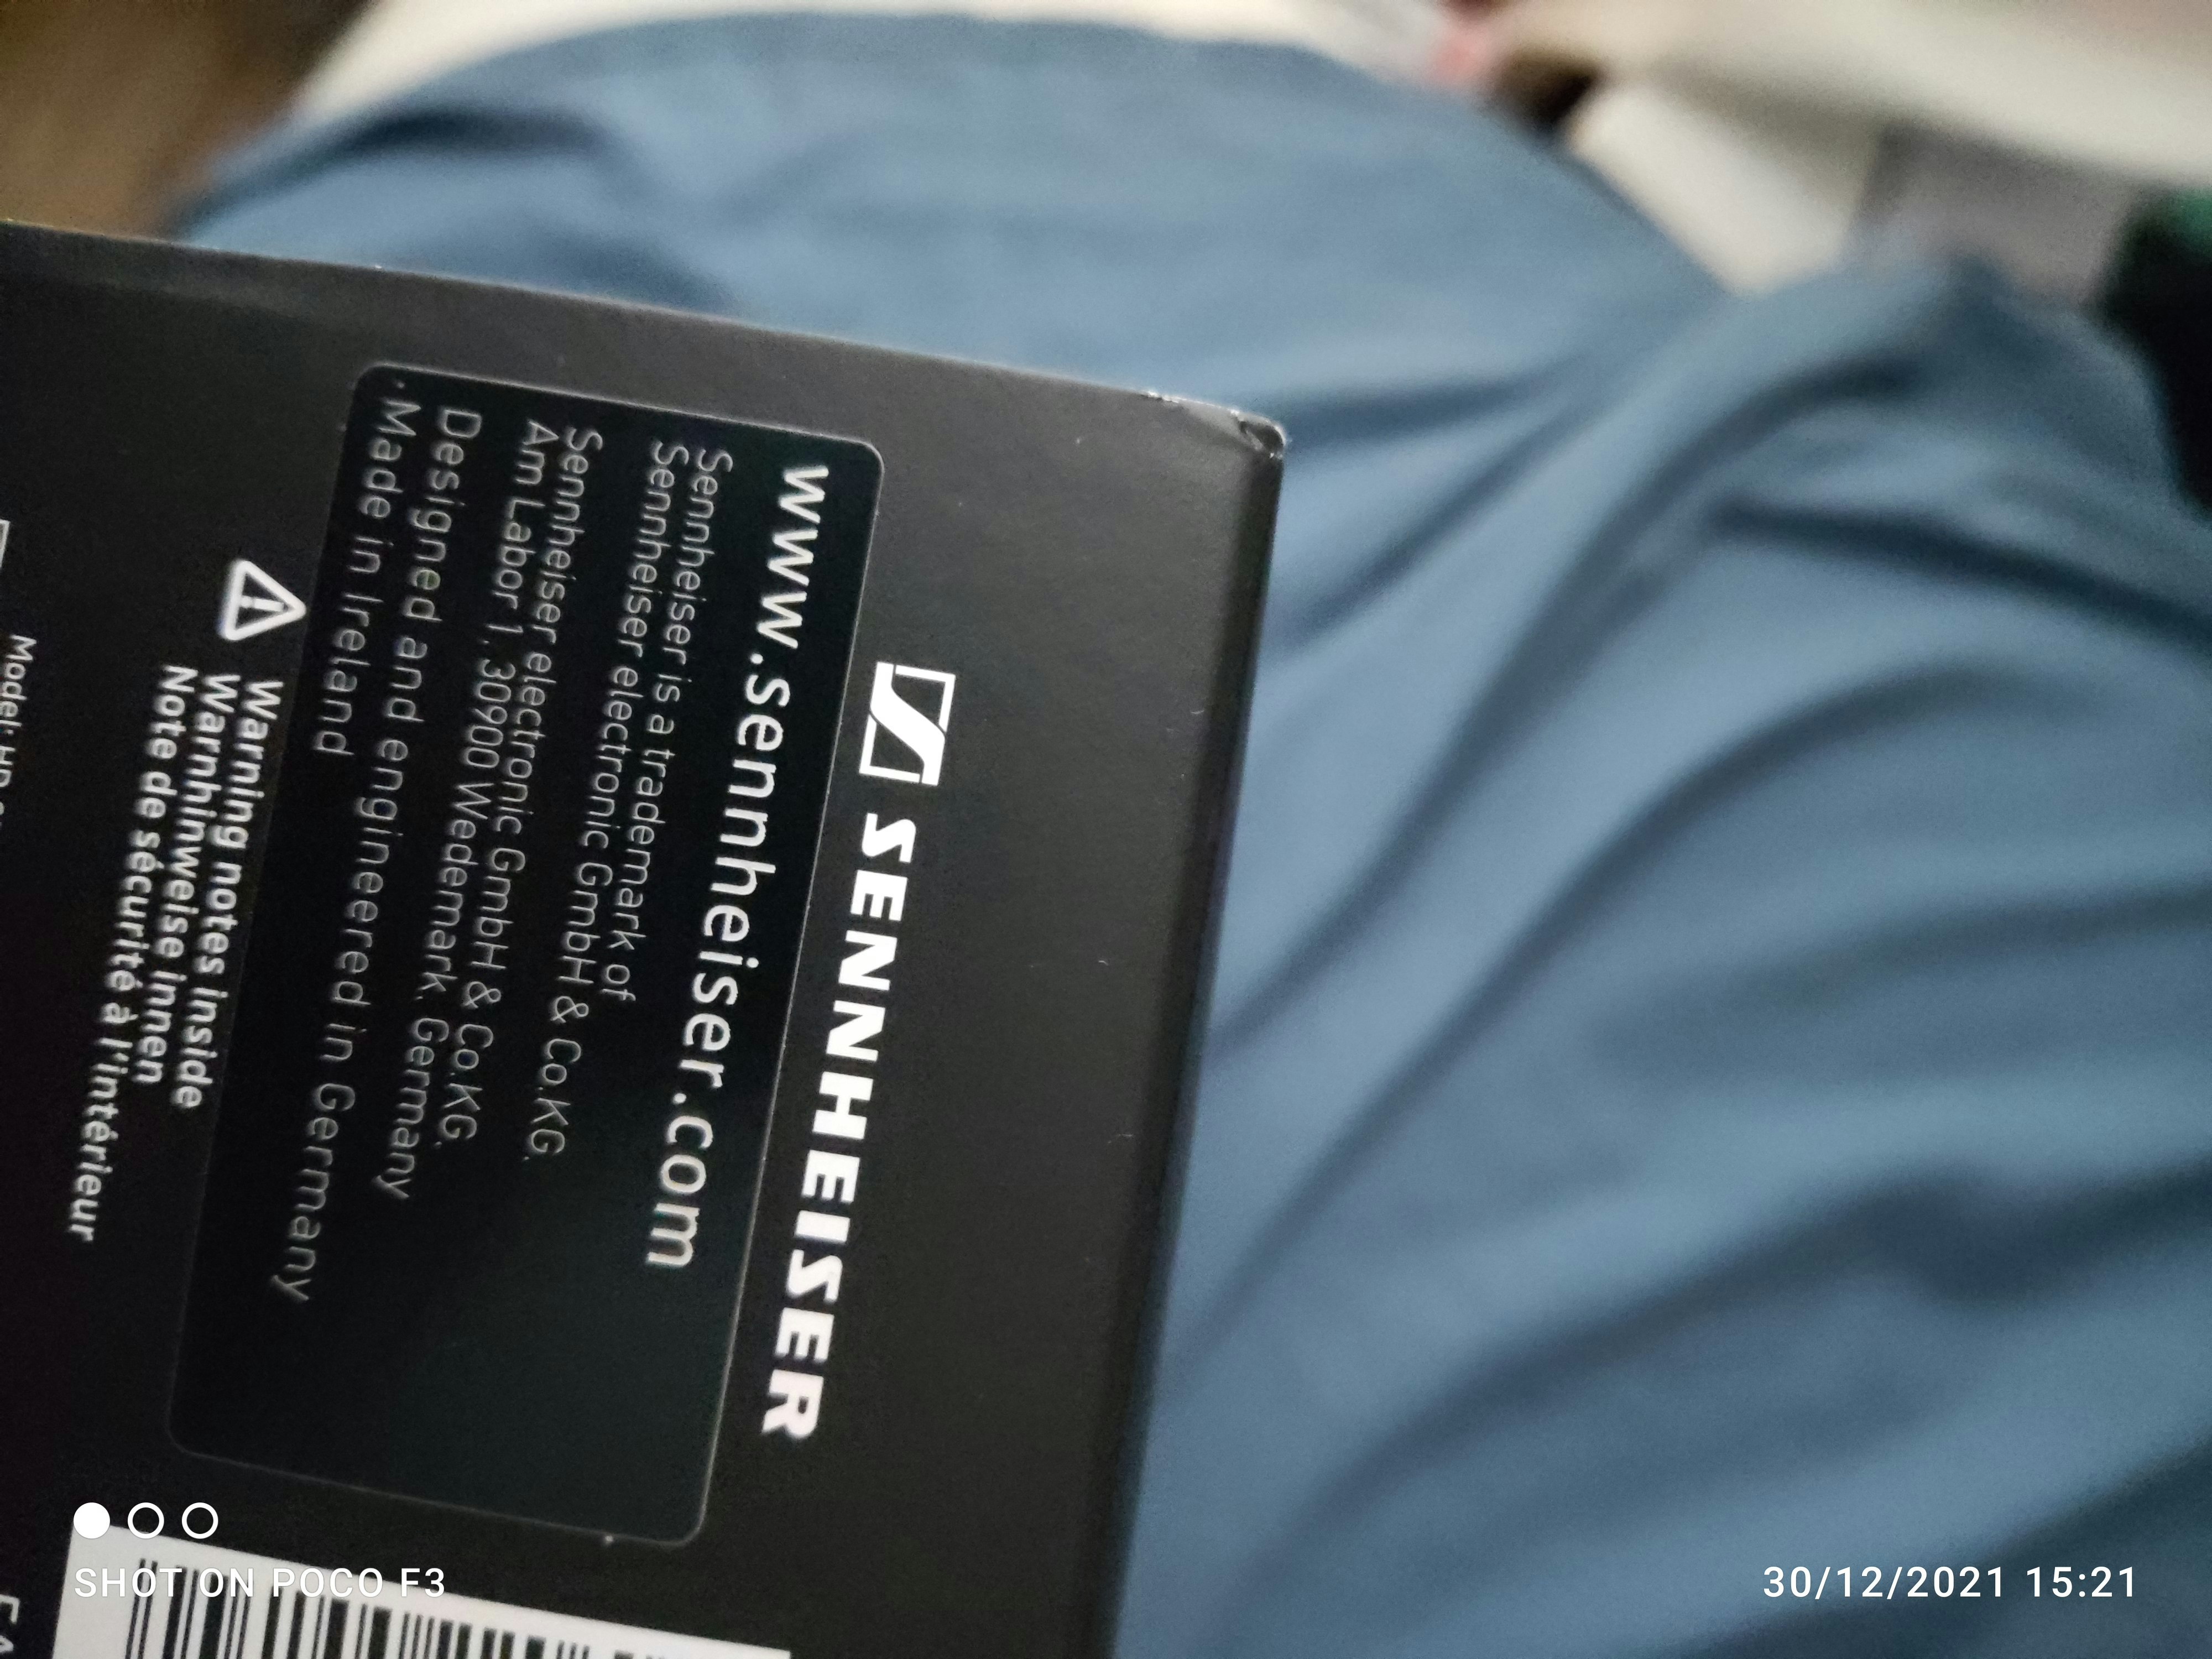 SENNHEISER
www.sennheiser.com
Sennheiser is a trademark of
Sennheiser electronic GmbH & Co.KG.
Sennheiser electronic GmbH & Co.KG.
Am Labor 1, 30900 Wedemark, Germany
Designed and engineered in Germany
Made in Ireland
Warning notes inside
Warnhinweise innen
Note de sécurité à l'intérieur
Model:
SHOT ON POCO F3
30/12/2021 15:21